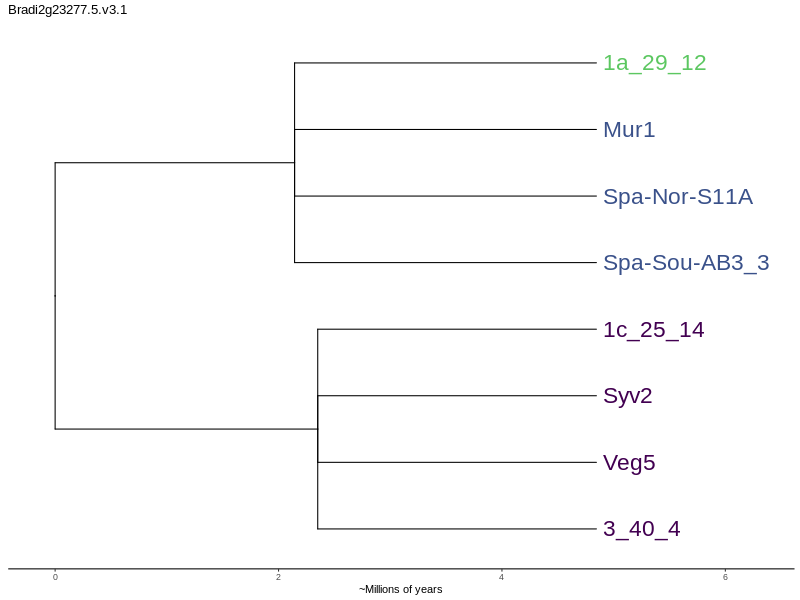 Bradi2g23277.5.v3.1
1a_29_12
Mur1
Spa-Nor-S11A
Spa-Sou-AB3_3
1c_25_14
Syv2
Veg5
3_40_4
0 2 4 6
~Millions of years